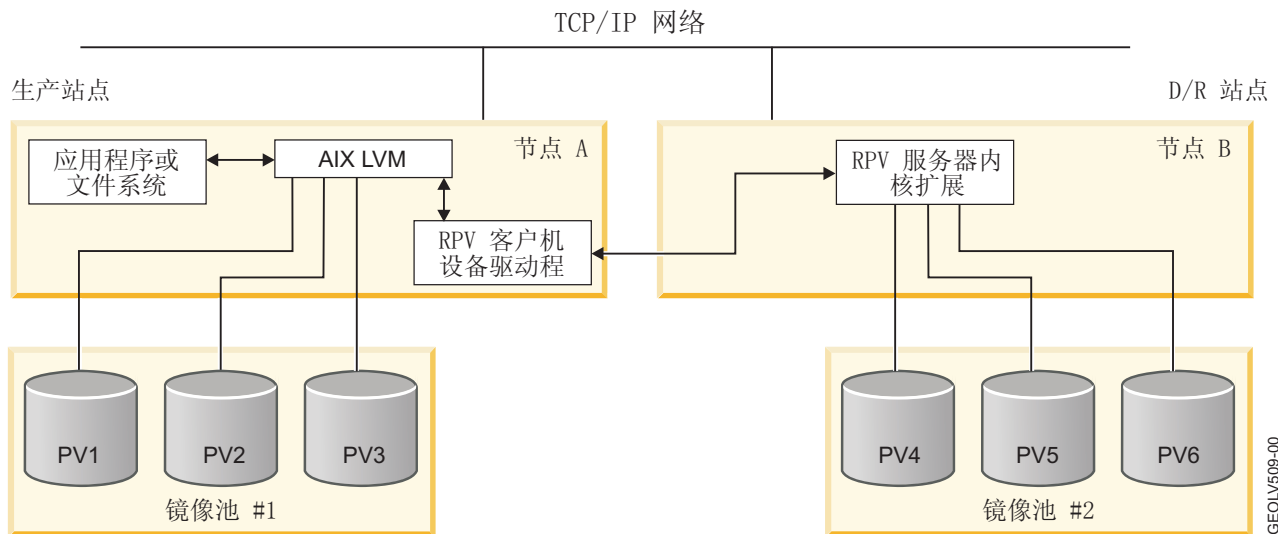 TCP/IP 网络
生产站点
D/R 站点
节点 A
节点 B
应用程序或
文件系统
AIX LVM
RPV 客户机
设备驱动程
RPV 服务器内
核扩展
PV1
PV2
PV3
镜像池 #1
PV4
PV5
PV6
镜像池 #2
GEOLV509-00